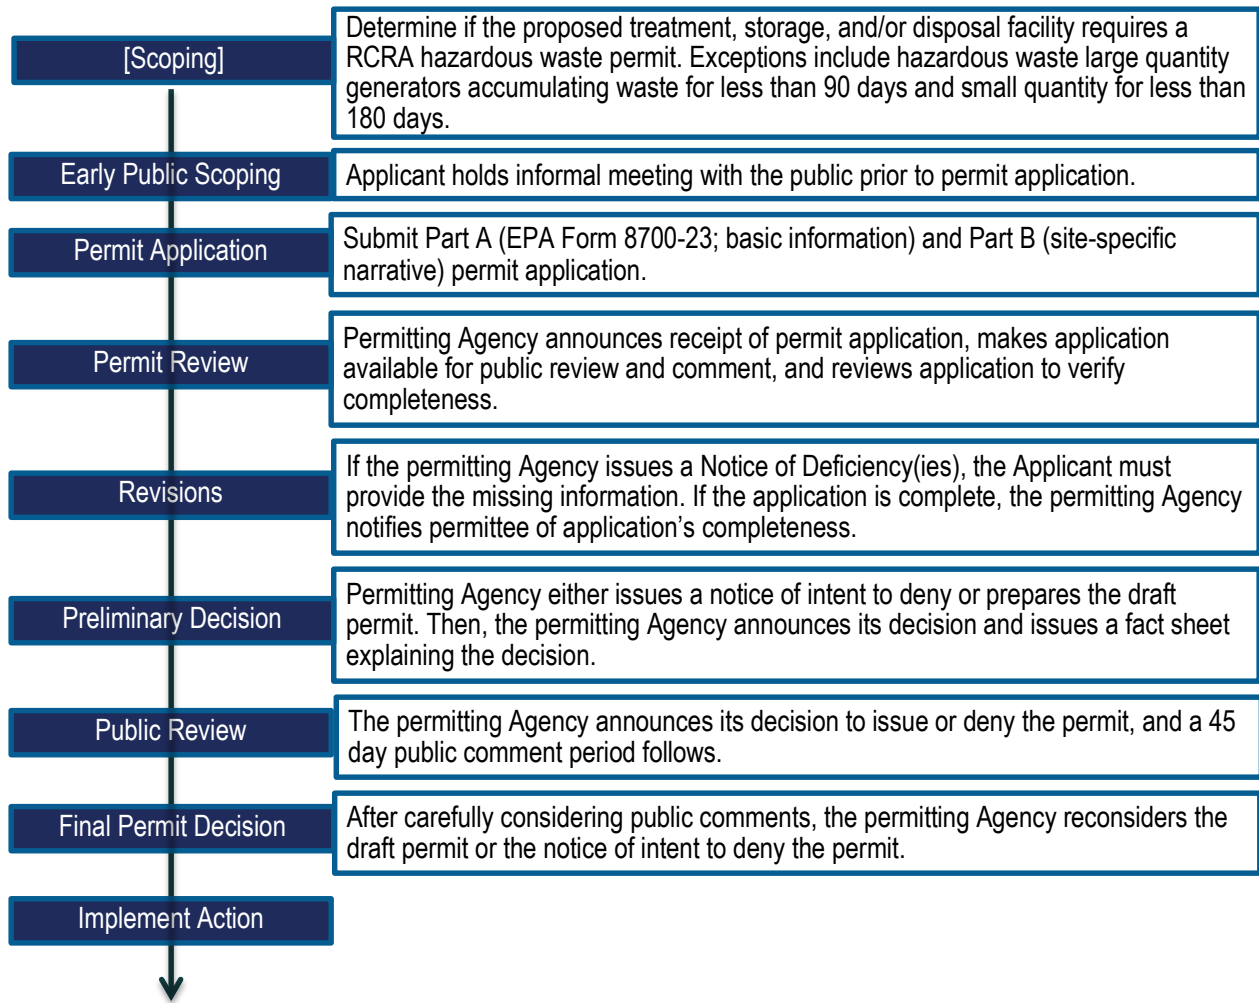 [Scoping]
Determine if the proposed treatment, storage, and/or disposal facility requires a
RCRA hazardous waste permit. Exceptions include hazardous waste large quantity
generators accumulating waste for less than 90 days and small quantity for less than
180 days.
Early Public Scoping
Applicant holds informal meeting with the public prior to permit application.
Permit Application
Submit Part A (EPA Form 8700-23; basic information) and Part B (site-specific
narrative) permit application.
Permit Review
Permitting Agency announces receipt of permit application, makes application
available for public review and comment, and reviews application to verify
completeness.
Revisions
If the permitting Agency issues a Notice of Deficiency(ies), the Applicant must
provide the missing information. If the application is complete, the permitting Agency
notifies permittee of application’s completeness.
Preliminary Decision
Permitting Agency either issues a notice of intent to deny or prepares the draft
permit. Then, the permitting Agency announces its decision and issues a fact sheet
explaining the decision.
Public Review
The permitting Agency announces its decision to issue or deny the permit, and a 45
day public comment period follows.
Final Permit Decision
After carefully considering public comments, the permitting Agency reconsiders the
draft permit or the notice of intent to deny the permit.
Implement Action